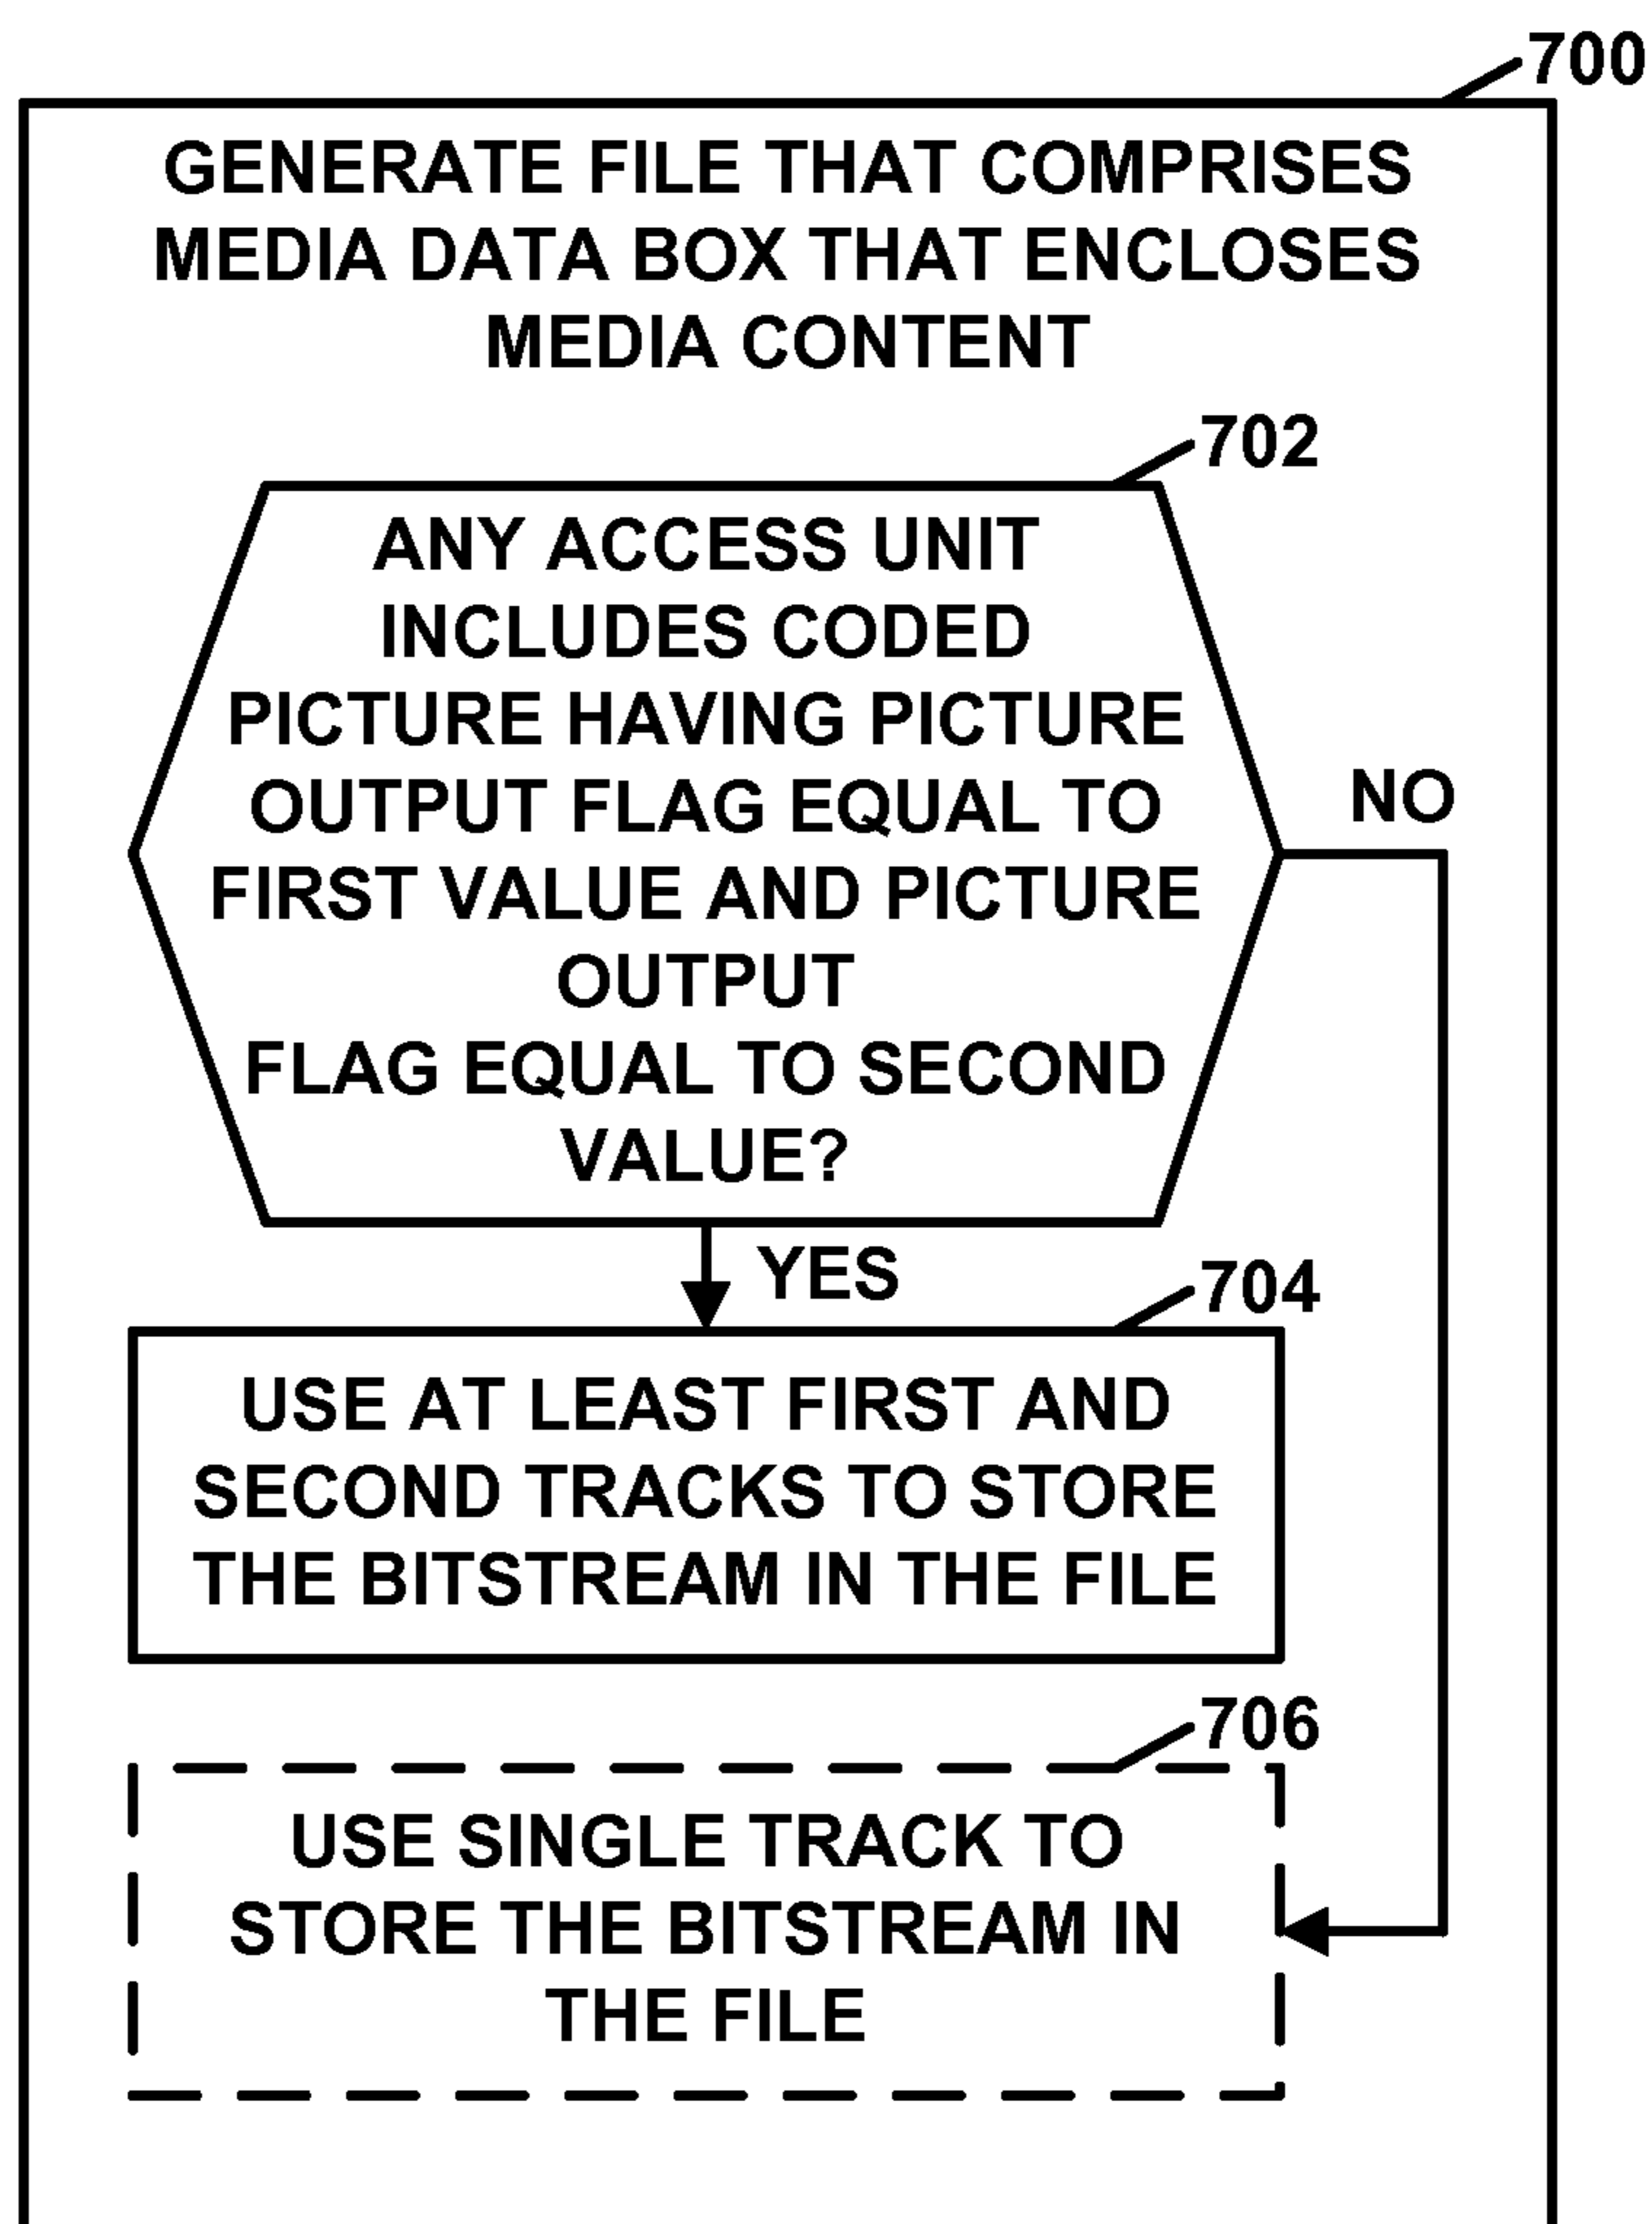 700
GENERATE FILE THAT COMPRISES
MEDIA DATA BOX THAT ENCLOSES
MEDIA CONTENT
702
ANY ACCESS UNIT
INCLUDES CODED
PICTURE HAVING PICTURE
OUTPUT FLAG EQUAL TO
FIRST VALUE AND PICTURE
OUTPUT
FLAG EQUAL TO SECOND
VALUE?
NO
YES
704
USE AT LEAST FIRST AND
SECOND TRACKS TO STORE
THE BITSTREAM IN THE FILE
706
USE SINGLE TRACK TO
STORE THE BITSTREAM IN
THE FILE